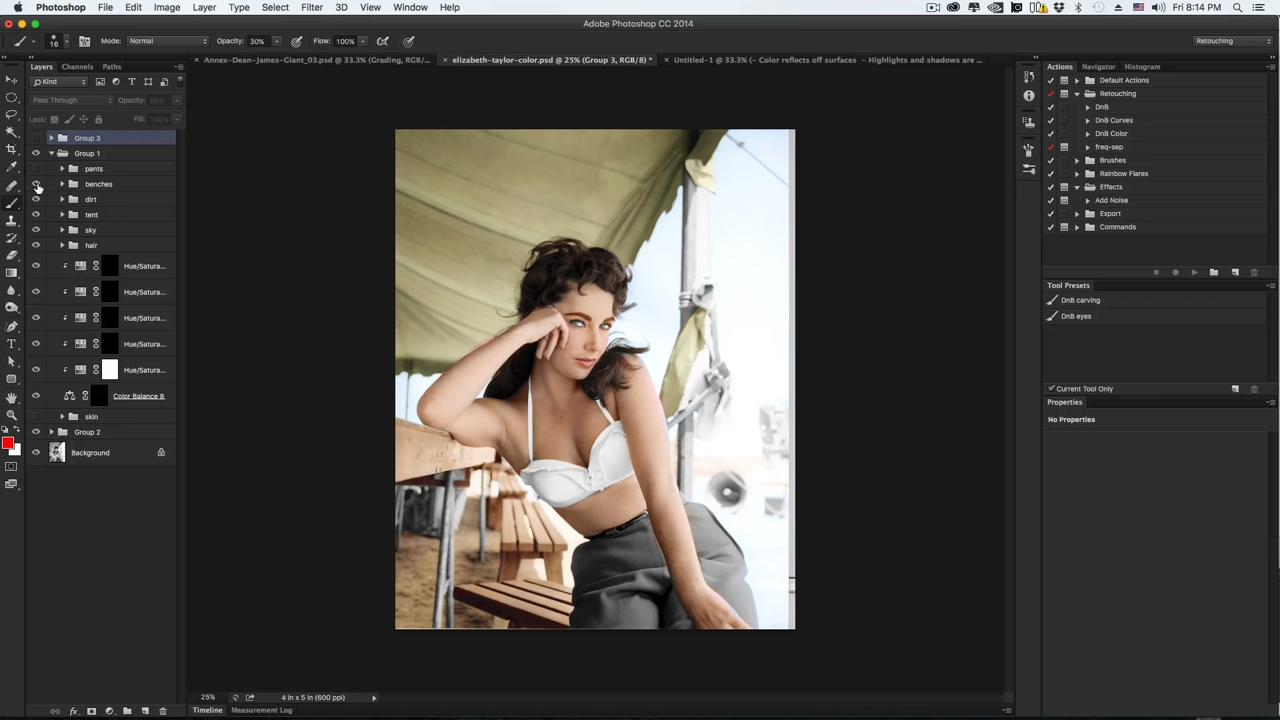 Photoshop File Edit Image Layer Type Select Filter 3D View Window Help Fri 8:14 PM
Adobe Photoshop CC 2014
16 Mode: Normal Opacity: 30% Flow: 100% Retouching
Layers Channels Paths
Annex-Dean-James-Giant_03.psd @ 33.3% (Grading, RGB/...
elizabeth-taylor-color.psd @ 25% (Group 3, RGB/8) *
Untitled-1 @ 33.3% (– Color reflects off surfaces – Highlights and shadows are ...
Kind
Pass Through Opacity:
Lock: Fill: 100%
Group 3
Group 1
pants
benches
dirt
tent
sky
hair
Hue/Satura...
Hue/Satura...
Hue/Satura...
Hue/Satura...
Hue/Satura...
Color Balance 8
skin
Group 2
Background
25% 4 in x 5 in (600 ppi)
Timeline Measurement Log
Actions Navigator Histogram
Default Actions
Retouching
DnB
DnB Curves
DnB Color
freq-sep
Brushes
Rainbow Flares
Effects
Add Noise
Export
Commands
Tool Presets
DnB carving
DnB eyes
Current Tool Only
Properties
No Properties